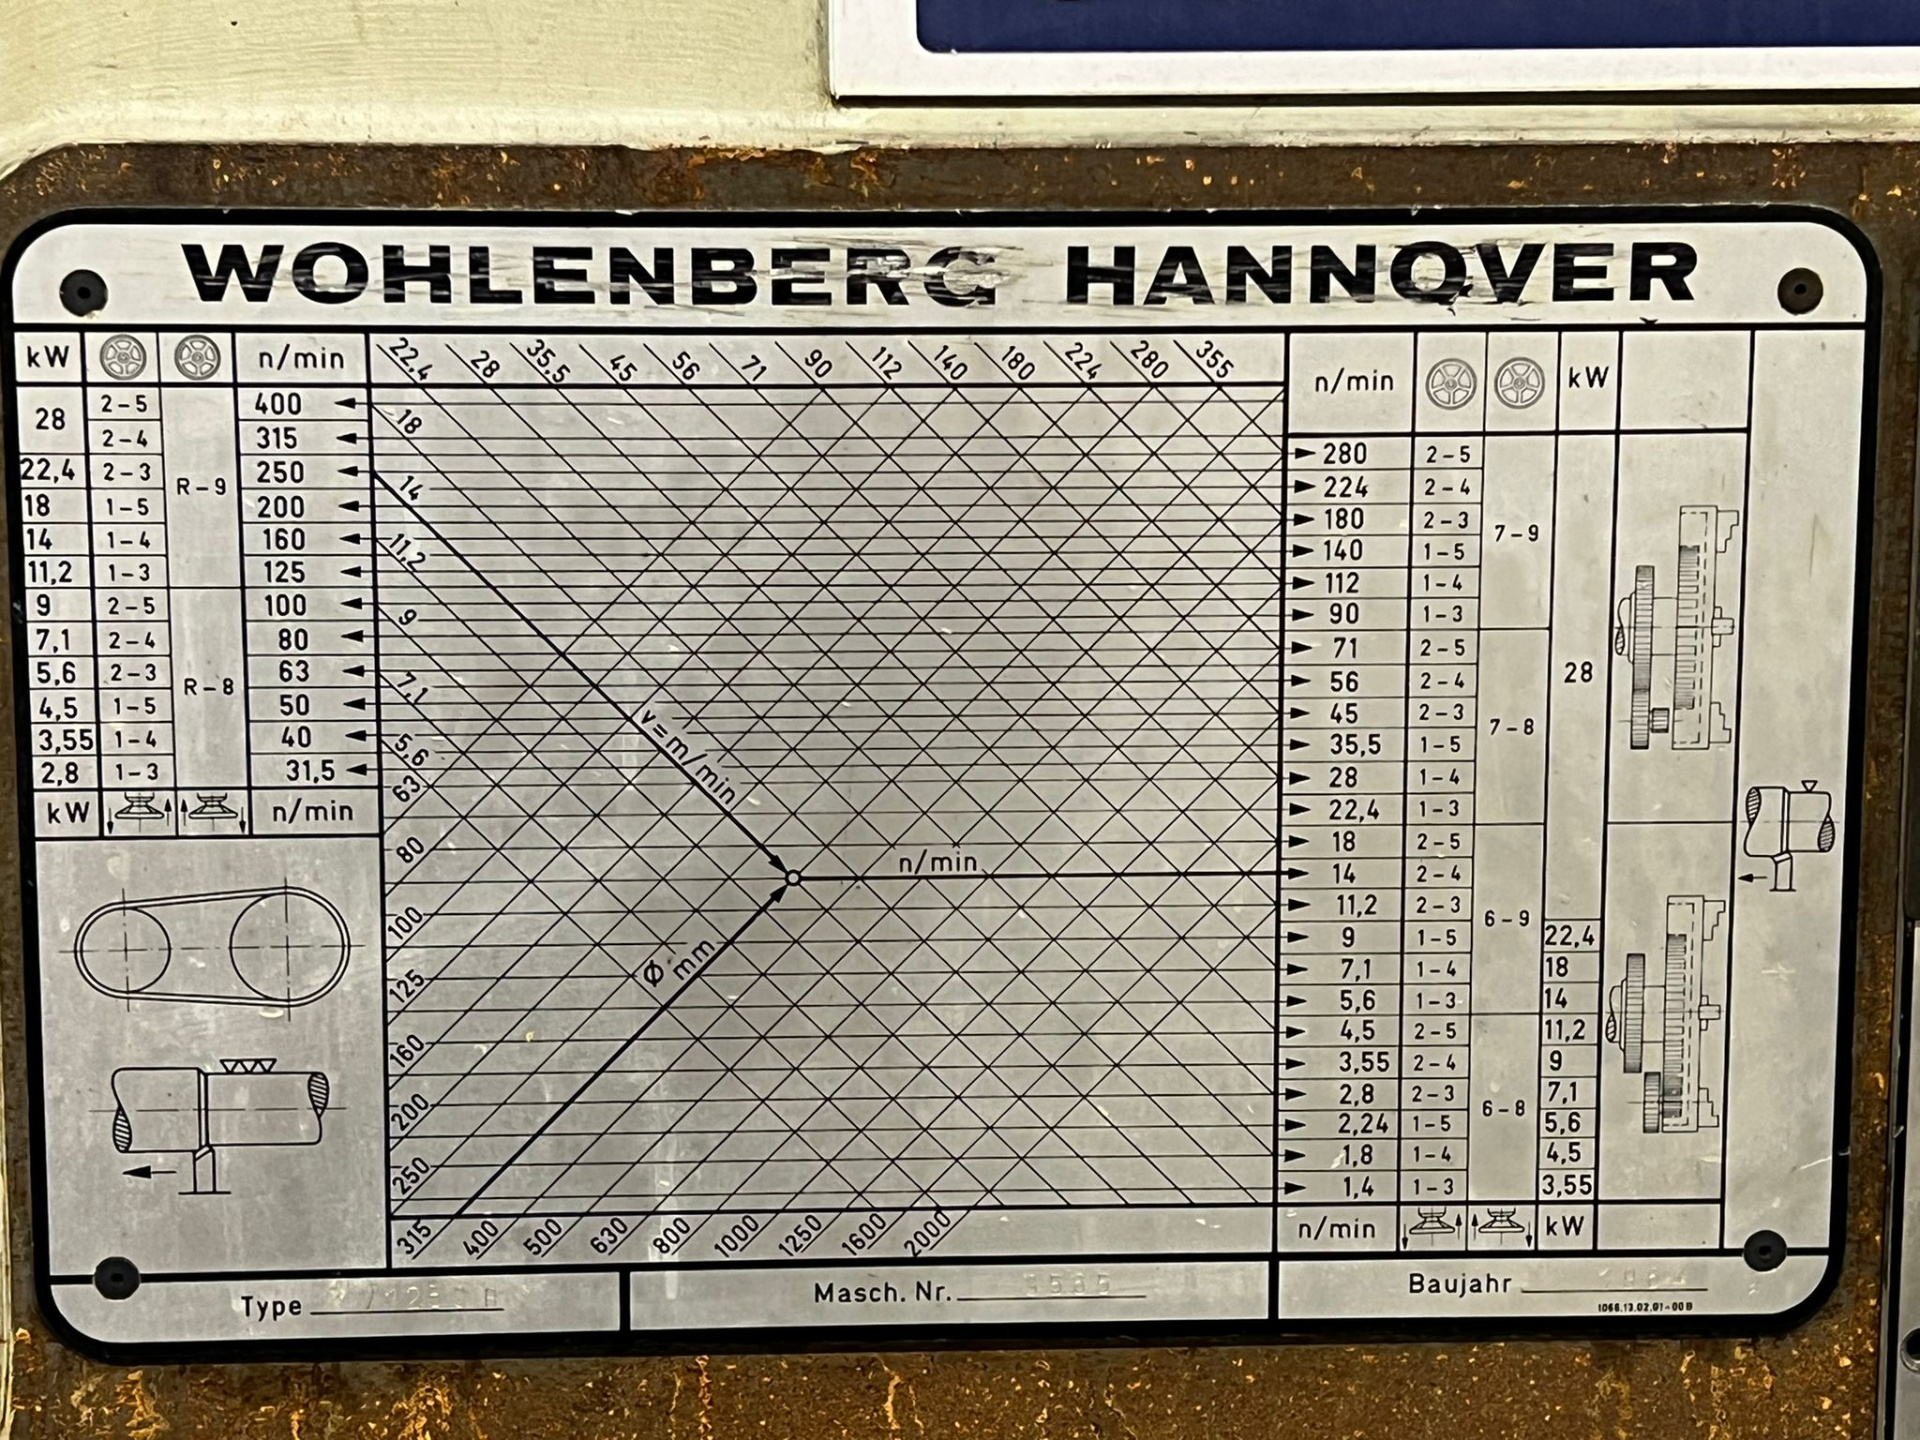 WOHLENBERG HANNOVER
kW n/min 22,4 28 35,5 45 56 71 90 112 140 180 224 280 355 n/min kW
28 2-5 400
2-4 315
22,4 2-3 250
18 1-5 200
14 1-4 160
11,2 1-3 125
R-9
9 2-5 100
7,1 2-4 80
5,6 2-3 63
4,5 1-5 50
3,55 1-4 40
2,8 1-3 31,5
R-8
kW n/min
18
14
11,2
9
7,1
5,6
63
80
100
125
160
200
250
315 400 500 630 800 1000 1250 1600 2000
v=m/min
n/min
Ø mm
280 2-5
224 2-4
180 2-3
140 1-5
112 1-4
90 1-3
7-9
71 2-5
56 2-4
45 2-3
35,5 1-5
28 1-4
22,4 1-3
7-8
28
18 2-5
14 2-4
11,2 2-3
9 1-5 22,4
7,1 1-4 18
5,6 1-3 14
6-9
4,5 2-5 11,2
3,55 2-4 9
2,8 2-3 7,1
2,24 1-5 5,6
1,8 1-4 4,5
1,4 1-3 3,55
6-8
n/min kW
Type
Masch. Nr.
Baujahr
1066.13.02.01-00B